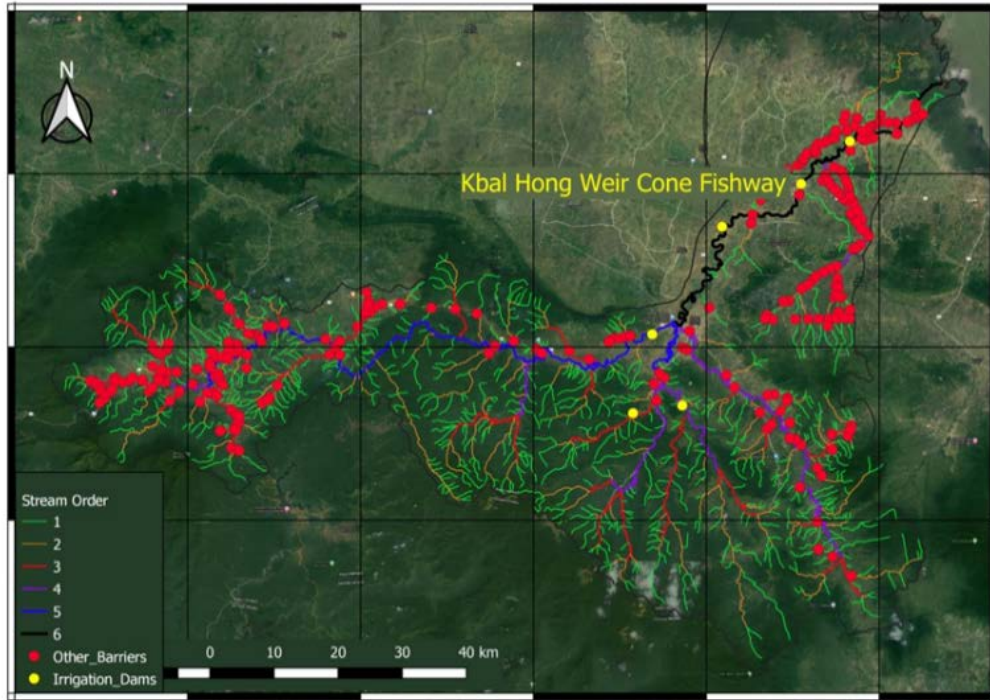 N
Kbal Hong Weir Cone Fishway
Stream Order
1
2
3
4
5
6
Other_Barriers
Irrigation_Dams
0 10 20 30 40 km